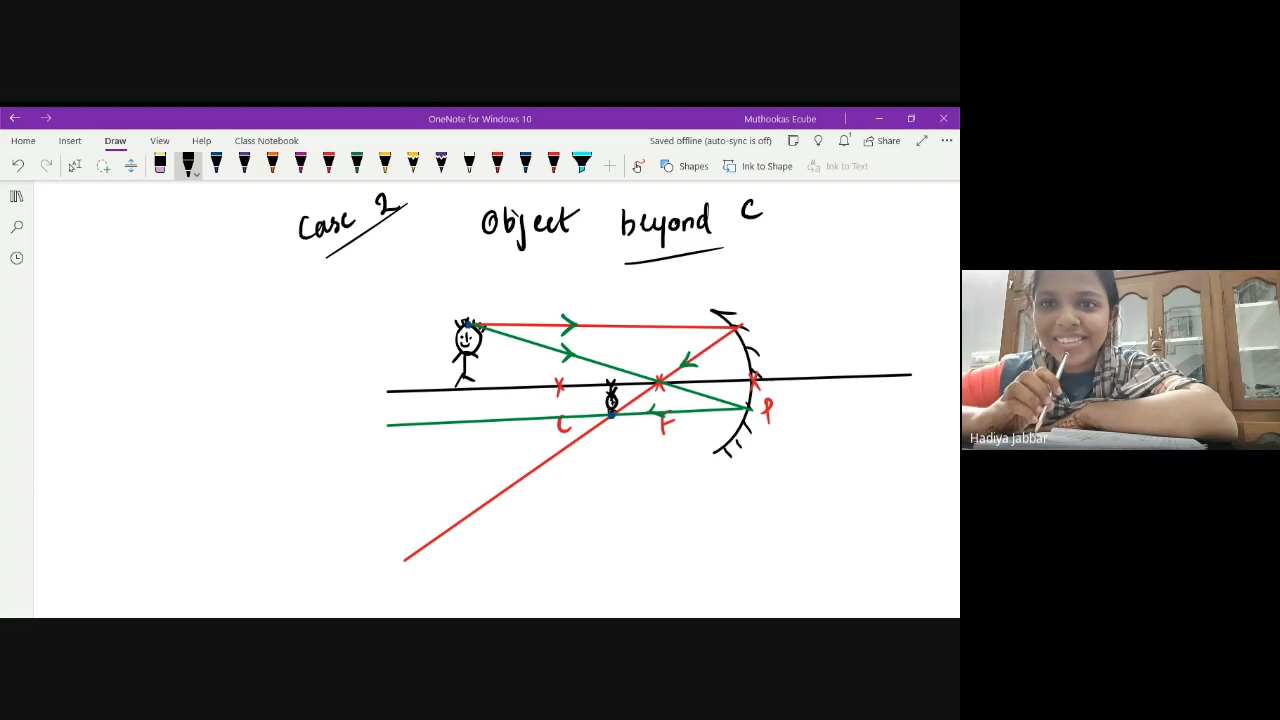 OneNote for Windows 10
Muthookas Ecube
Home Insert Draw View Help Class Notebook
Saved offline (auto-sync is off)
Share
Shapes
Ink to Shape
Ink to Text
Case 2 Object beyond C
C F P
Hadiya Jabbar